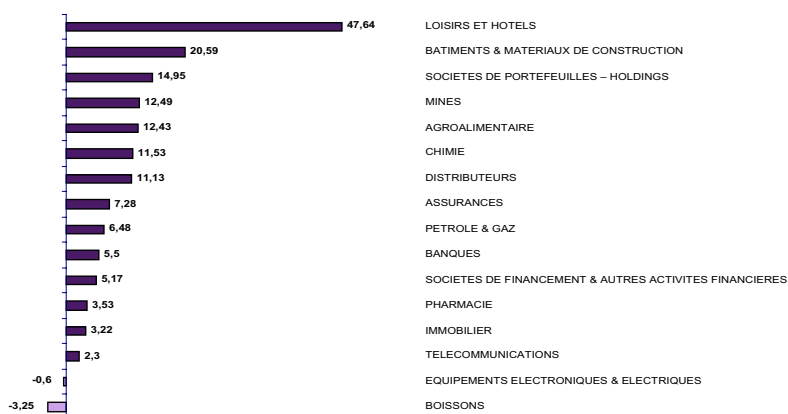 47,64 LOISIRS ET HOTELS
20,59 BATIMENTS & MATERIAUX DE CONSTRUCTION
14,95 SOCIETES DE PORTEFEUILLES – HOLDINGS
12,49 MINES
12,43 AGROALIMENTAIRE
11,53 CHIMIE
11,13 DISTRIBUTEURS
7,28 ASSURANCES
6,48 PETROLE & GAZ
5,5 BANQUES
5,17 SOCIETES DE FINANCEMENT & AUTRES ACTIVITES FINANCIERES
3,53 PHARMACIE
3,22 IMMOBILIER
2,3 TELECOMMUNICATIONS
-0,6 EQUIPEMENTS ELECTRONIQUES & ELECTRIQUES
-3,25 BOISSONS